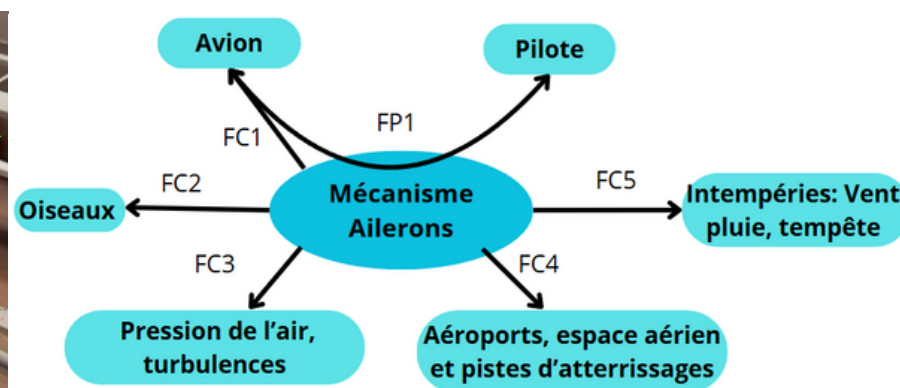 Avion
Pilote
FP1
FC1
FC2
FC5
Oiseaux
Mécanisme
Ailerons
Intempéries: Vent
pluie, tempête
FC3
FC4
Pression de l'air,
turbulences
Aéroports, espace aérien
et pistes d'atterrissages